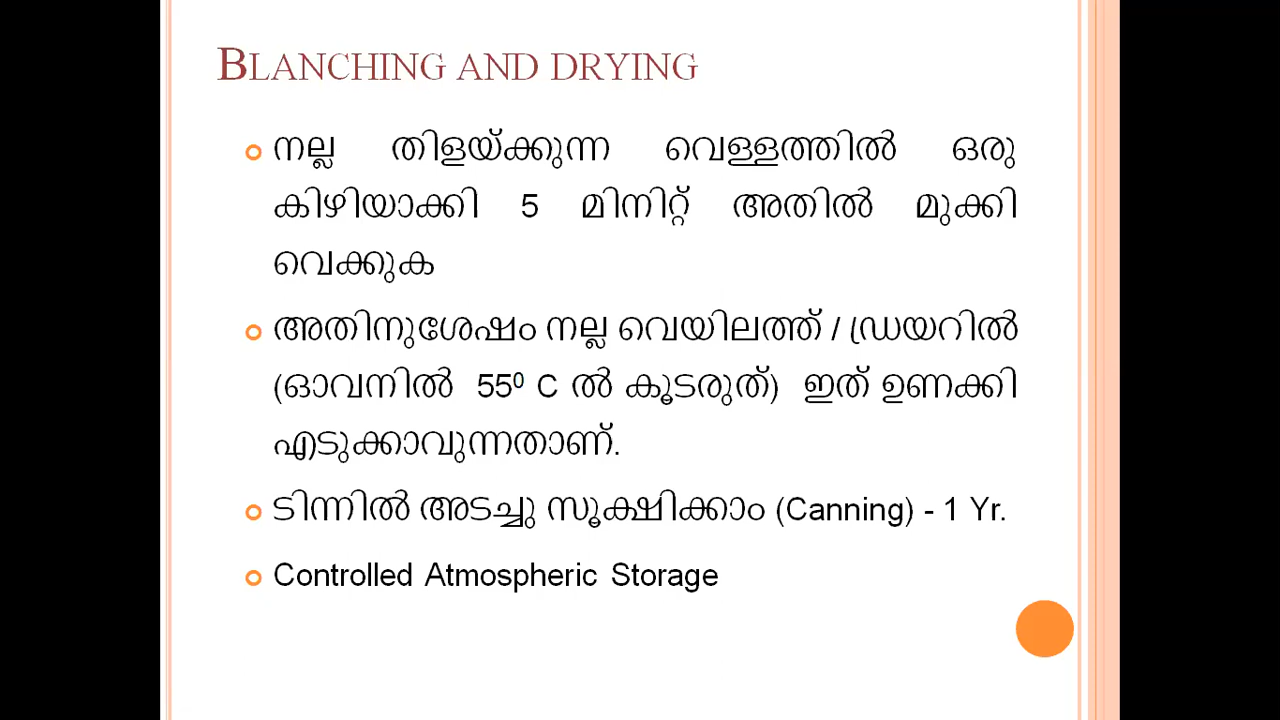 BLANCHING AND DRYING
നല്ല തിളയ്ക്കുന്ന വെള്ളത്തിൽ ഒരു
കിഴിയാക്കി 5 മിനിറ്റ് അതിൽ മുക്കി
വെക്കുക
അതിനുശേഷം നല്ല വെയിലത്ത് / ഡ്രയറിൽ
(ഓവനിൽ 55⁰ C ൽ കൂടരുത്) ഇത് ഉണക്കി
എടുക്കാവുന്നതാണ്.
ടിന്നിൽ അടച്ചു സൂക്ഷിക്കാം (Canning) - 1 Yr.
Controlled Atmospheric Storage